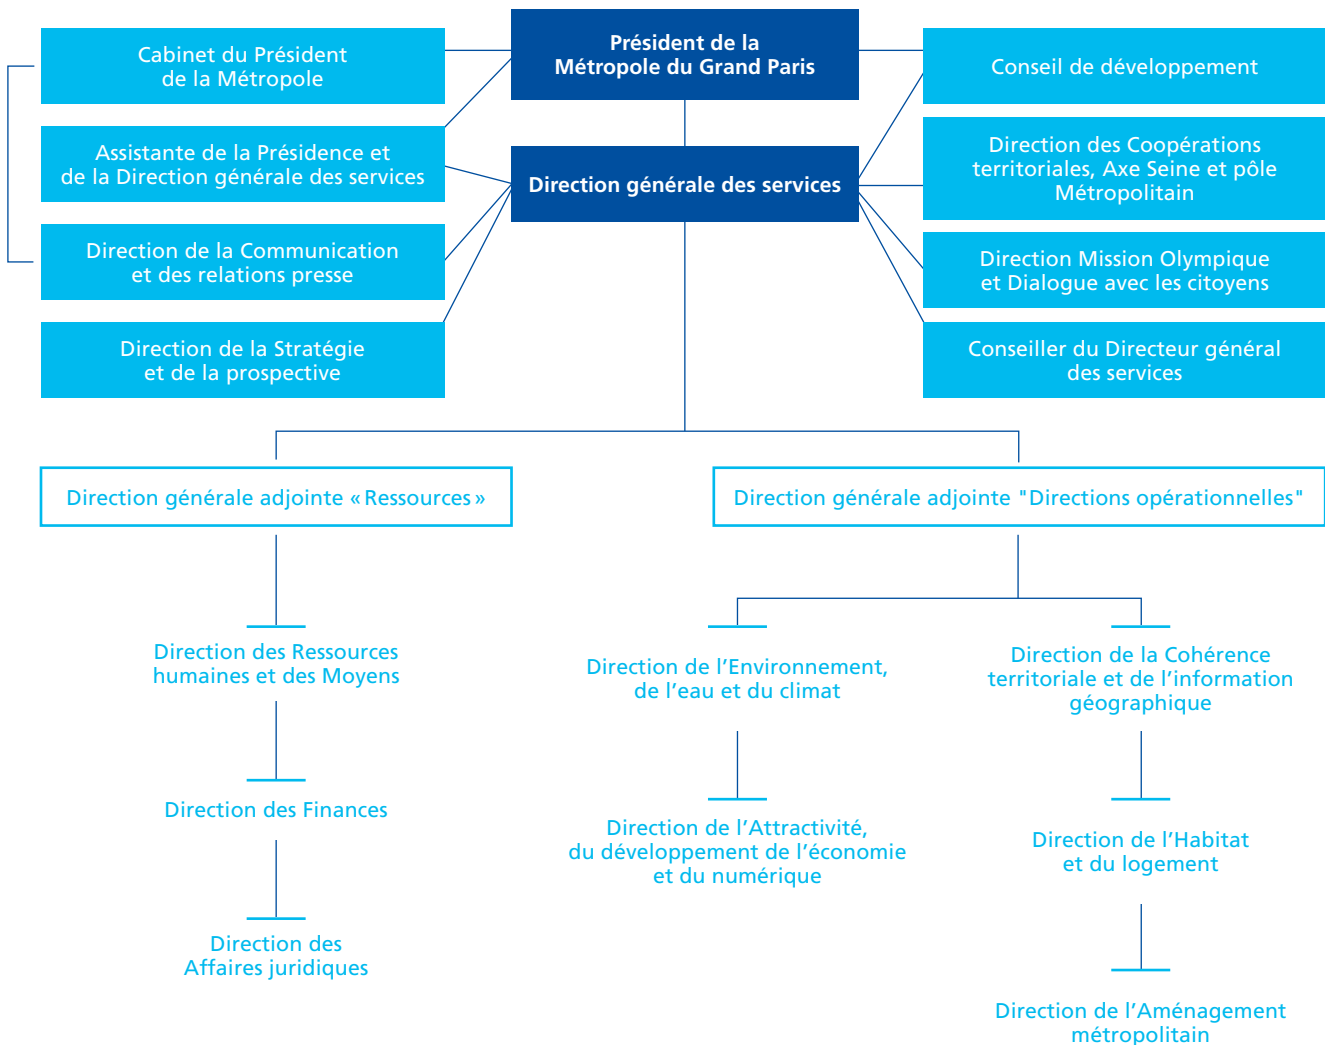 Président de la
Métropole du Grand Paris
Cabinet du Président
de la Métropole
Conseil de développement
Assistante de la Présidence et
de la Direction générale des services
Direction générale des services
Direction des Coopérations
territoriales, Axe Seine et pôle
Métropolitain
Direction de la Communication
et des relations presse
Direction Mission Olympique
et Dialogue avec les citoyens
Direction de la Stratégie
et de la prospective
Conseiller du Directeur général
des services
Direction générale adjointe « Ressources »
Direction générale adjointe "Directions opérationnelles"
Direction des Ressources
humaines et des Moyens
Direction des Finances
Direction des
Affaires juridiques
Direction de l’Environnement,
de l’eau et du climat
Direction de l’Attractivité,
du développement de l’économie
et du numérique
Direction de la Cohérence
territoriale et de l’information
géographique
Direction de l’Habitat
et du logement
Direction de l’Aménagement
métropolitain